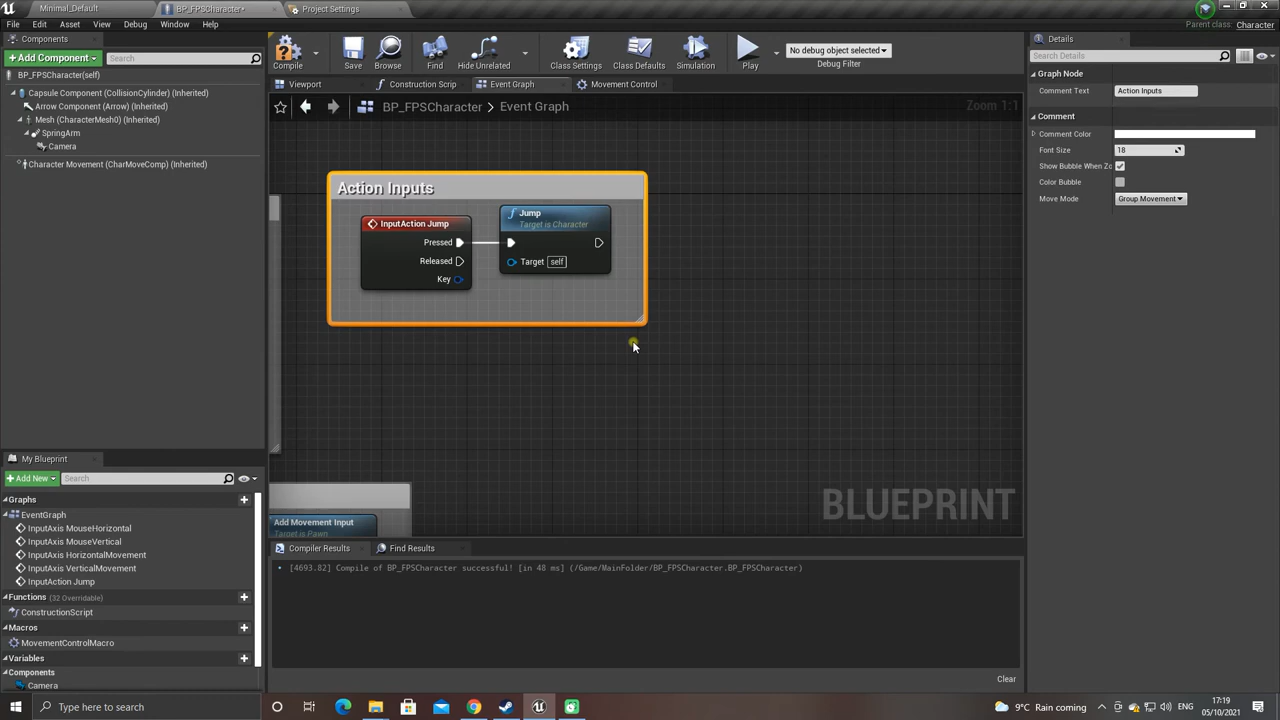 Minimal_Default
BP_FPSCharacter*
Project Settings
File Edit Asset View Debug Window Help
Parent class: Character
Components
+ Add Component
Search
BP_FPSCharacter(self)
Capsule Component (CollisionCylinder) (Inherited)
Arrow Component (Arrow) (Inherited)
Mesh (CharacterMesh0) (Inherited)
SpringArm
Camera
Character Movement (CharMoveComp) (Inherited)
Compile Save Browse Find Hide Unrelated Class Settings Class Defaults Simulation Play
No debug object selected
Debug Filter
Viewport Construction Scrip Event Graph Movement Control
BP_FPSCharacter > Event Graph
Zoom 1:1
Action Inputs
InputAction Jump
Pressed
Released
Key
Jump
Target is Character
Target self
Add Movement Input
Target is Pawn
BLUEPRINT
Details
Search Details
Graph Node
Comment Text Action Inputs
Comment
Comment Color
Font Size 18
Show Bubble When Zo
Color Bubble
Move Mode Group Movement
My Blueprint
+ Add New Search
Graphs
EventGraph
InputAxis MouseHorizontal
InputAxis MouseVertical
InputAxis HorizontalMovement
InputAxis VerticalMovement
InputAction Jump
Functions (32 Overridable)
ConstructionScript
Macros
MovementControlMacro
Variables
Components
Camera
Compiler Results Find Results
[4693.82] Compile of BP_FPSCharacter successful! [in 48 ms] (/Game/MainFolder/BP_FPSCharacter.BP_FPSCharacter)
Clear
Type here to search
9°C Rain coming
17:19
05/10/2021